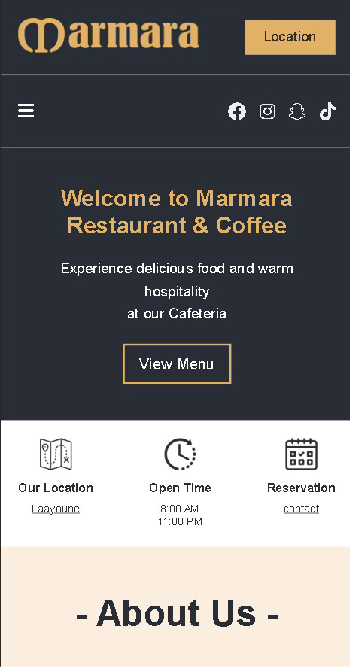 Marmara
Location
Welcome to Marmara
Restaurant & Coffee
Experience delicious food and warm
hospitality
at our Cafeteria
View Menu
Our Location
Open Time
Reservation
Laayoune
8:00 AM
11:00 PM
contact
- About Us -